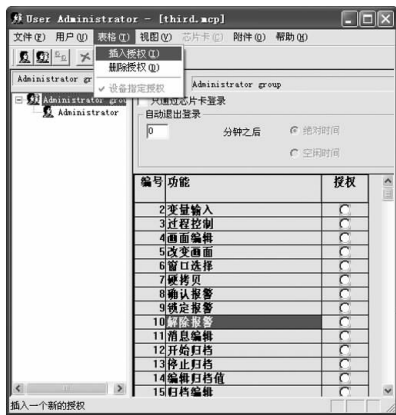 User Administrator - [third.mcp]
文件(F) 用户(U) 表格(T) 视图(V) 芯片卡(C) 附件(O) 帮助(H)
插入授权(I)
删除授权(D)
设备指定授权
Administrator gr
Administrator group
Administrator grou
Administrator
只通过芯片卡登录
自动退出登录
0 分钟之后 绝对时间
空闲时间
编号 功能 授权
2 变量输入
3 过程控制
4 画面编辑
5 改变画面
6 窗口选择
7 硬拷贝
8 确认报警
9 锁定报警
10 解除报警
11 消息编辑
12 开始归档
13 停止归档
14 编辑归档值
15 归档编辑
插入一个新的授权